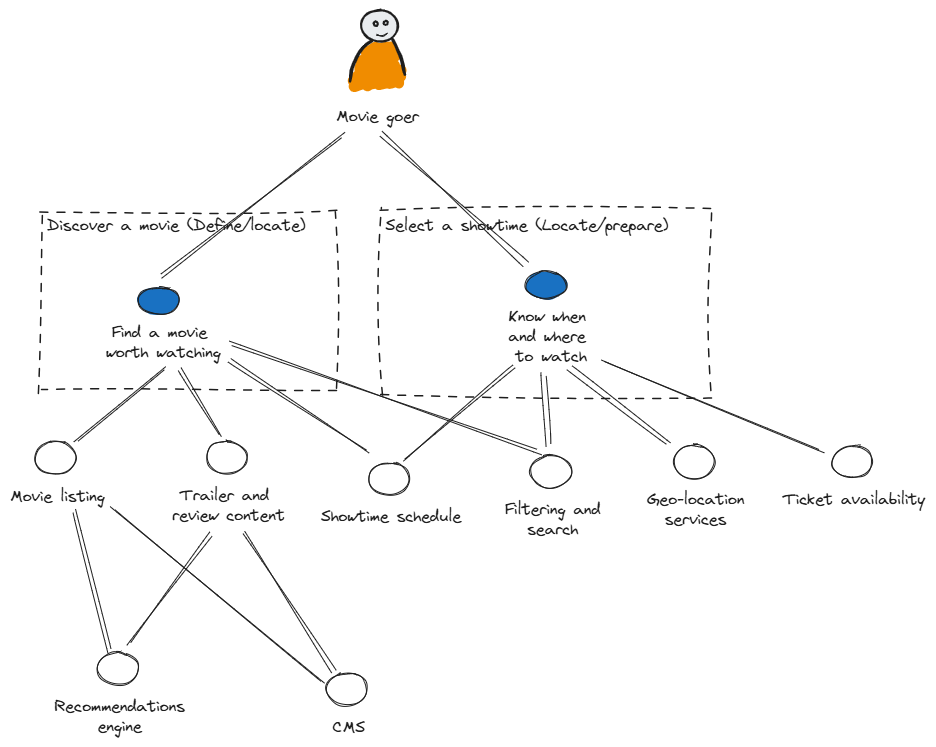 Movie goer
Discover a movie (Define/locate)
Select a showtime (Locate/prepare)
Find a movie
worth watching
Know when
and where
to watch
Movie listing
Trailer and
review content
Showtime schedule
Filtering and
search
Geo-location
services
Ticket availability
Recommendations
engine
CMS